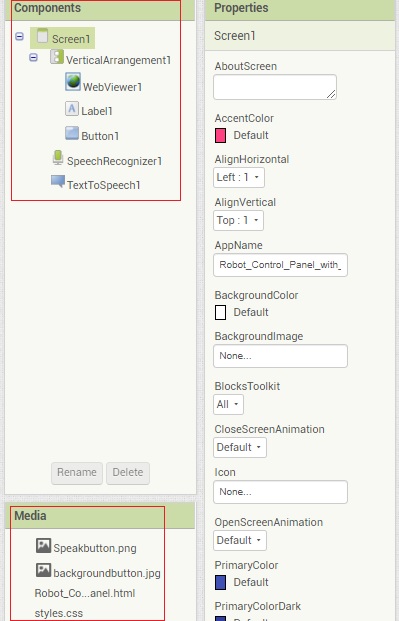 Components
Screen1
VerticalArrangement1
WebViewer1
Label1
Button1
SpeechRecognizer1
TextToSpeech1
Rename Delete
Media
Speakbutton.png
backgroundbutton.jpg
Robot_Co...anel.html
styles.css
Properties
Screen1
AboutScreen
AccentColor
Default
AlignHorizontal
Left : 1
AlignVertical
Top : 1
AppName
Robot_Control_Panel_with_
BackgroundColor
Default
BackgroundImage
None...
BlocksToolkit
All
CloseScreenAnimation
Default
Icon
None...
OpenScreenAnimation
Default
PrimaryColor
Default
PrimaryColorDark
Default